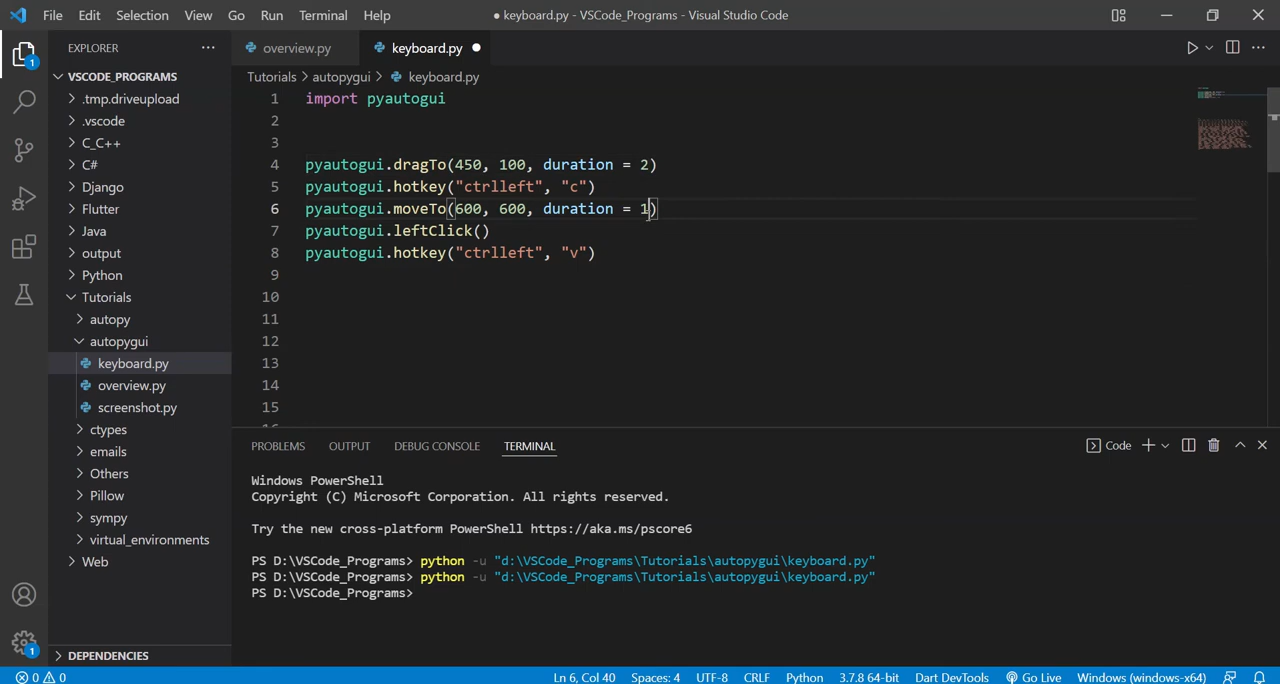 File Edit Selection View Go Run Terminal Help
● keyboard.py - VSCode_Programs - Visual Studio Code
EXPLORER
overview.py
keyboard.py
VSCODE_PROGRAMS
.tmp.driveupload
.vscode
C_C++
C#
Django
Flutter
Java
output
Python
Tutorials
autopy
autopygui
keyboard.py
overview.py
screenshot.py
ctypes
emails
Others
Pillow
sympy
virtual_environments
Web
DEPENDENCIES
1
1
Tutorials > autopygui > keyboard.py
1 import pyautogui
2
3
4 pyautogui.dragTo(450, 100, duration = 2)
5 pyautogui.hotkey("ctrlleft", "c")
6 pyautogui.moveTo(600, 600, duration = 1)
7 pyautogui.leftClick()
8 pyautogui.hotkey("ctrlleft", "v")
9
10
11
12
13
14
15
PROBLEMS OUTPUT DEBUG CONSOLE TERMINAL
Code
Windows PowerShell
Copyright (C) Microsoft Corporation. All rights reserved.
Try the new cross-platform PowerShell https://aka.ms/pscore6
PS D:\VSCode_Programs> python -u "d:\VSCode_Programs\Tutorials\autopygui\keyboard.py"
PS D:\VSCode_Programs> python -u "d:\VSCode_Programs\Tutorials\autopygui\keyboard.py"
PS D:\VSCode_Programs>
0 0 Ln 6, Col 40 Spaces: 4 UTF-8 CRLF Python 3.7.8 64-bit Dart DevTools Go Live Windows (windows-x64)